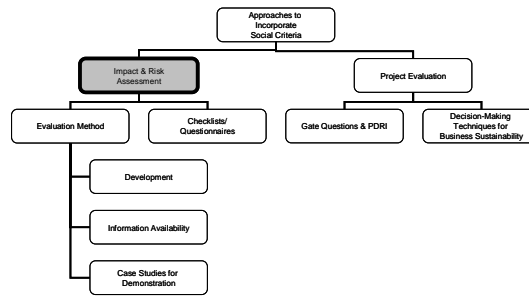 Approaches to
Incorporate
Social Criteria
Impact & Risk
Assessment
Project Evaluation
Evaluation Method
Checklists/
Questionnaires
Gate Questions & PDRI
Decision-Making
Techniques for
Business Sustainability
Development
Information Availability
Case Studies for
Demonstration